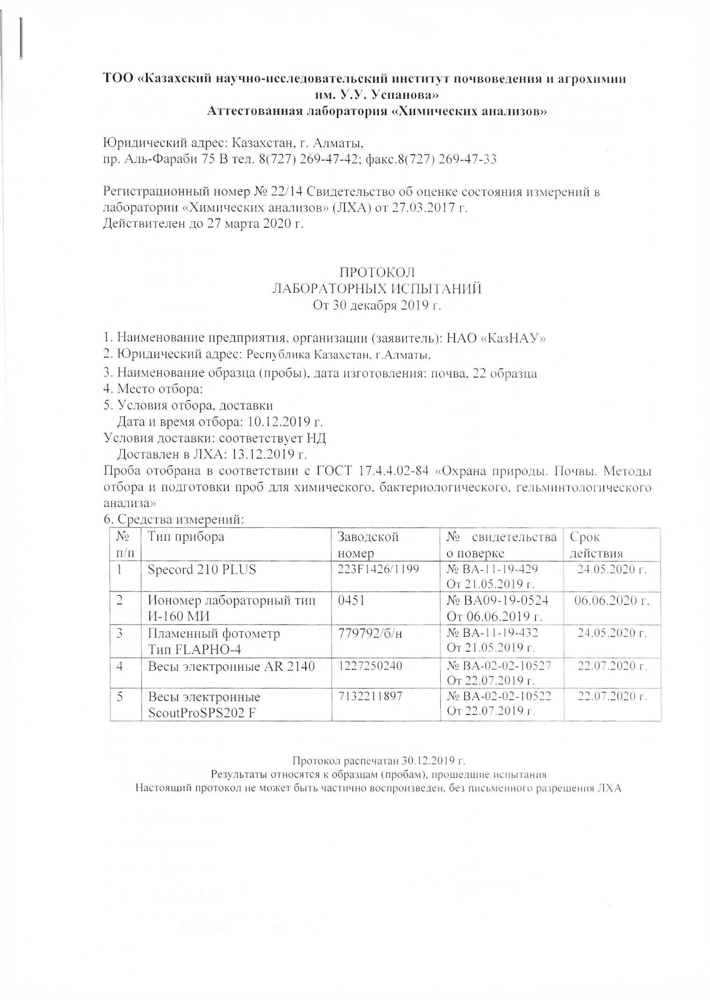 ТОО «Казахский научно-исследовательский институт почвоведения и агрохимии
им. У.У. Успанова»
Аттестованная лаборатория «Химических анализов»
Юридический адрес: Казахстан, г. Алматы,
пр. Аль-Фараби 75 В тел. 8(727) 269-47-42; факс.8(727) 269-47-33
Регистрационный номер № 22/14 Свидетельство об оценке состояния измерений в
лаборатории «Химических анализов» (ЛХА) от 27.03.2017 г.
Действителен до 27 марта 2020 г.
ПРОТОКОЛ
ЛАБОРАТОРНЫХ ИСПЫТАНИЙ
От 30 декабря 2019 г.
1. Наименование предприятия, организации (заявитель): НАО «КазНАУ»
2. Юридический адрес: Республика Казахстан, г.Алматы,
3. Наименование образца (пробы), дата изготовления: почва, 22 образца
4. Место отбора:
5. Условия отбора, доставки
Дата и время отбора: 10.12.2019 г.
Условия доставки: соответствует НД
Доставлен в ЛХА: 13.12.2019 г.
Проба отобрана в соответствии с ГОСТ 17.4.4.02-84 «Охрана природы. Почвы. Методы
отбора и подготовки проб для химического, бактериологического, гельминтологического
анализа»
6. Средства измерений:
№ Тип прибора Заводской № свидетельства Срок
п/п номер о поверке действия
1 Specord 210 PLUS 223F1426/1199 № ВА-11-19-429 24.05.2020 г.
От 21.05.2019 г.
2 Иономер лабораторный тип 0451 № ВА09-19-0524 06.06.2020 г.
И-160 МИ От 06.06.2019 г.
3 Пламенный фотометр 779792/б/н № ВА-11-19-432 24.05.2020 г.
Тип FLAPHO-4 От 21.05.2019 г.
4 Весы электронные AR 2140 1227250240 № ВА-02-02-10527 22.07.2020 г.
От 22.07.2019 г.
5 Весы электронные 7132211897 № ВА-02-02-10522 22.07.2020 г.
ScoutProSPS202 F От 22.07.2019 г.
Протокол распечатан 30.12.2019 г.
Результаты относятся к образцам (пробам), прошедшие испытания
Настоящий протокол не может быть частично воспроизведен, без письменного разрешения ЛХА